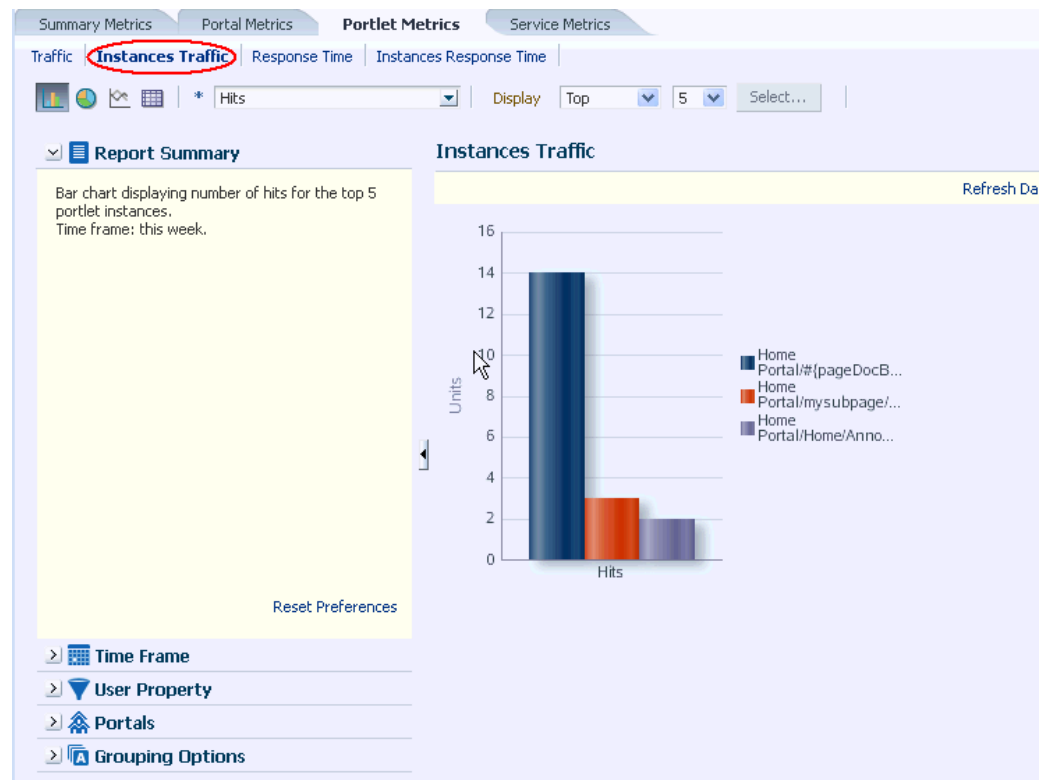 Summary Metrics Portal Metrics Portlet Metrics Service Metrics
Traffic Instances Traffic Response Time Instances Response Time
* Hits Display Top 5 Select...
Report Summary
Bar chart displaying number of hits for the top 5
portlet instances.
Time frame: this week.
Reset Preferences
Time Frame
User Property
Portals
Grouping Options
Instances Traffic
Refresh Da
16
14
12
10
8
6
4
2
0
Units
Hits
Home
Portal/#{pageDocB...
Home
Portal/mysubpage/...
Home
Portal/Home/Anno...